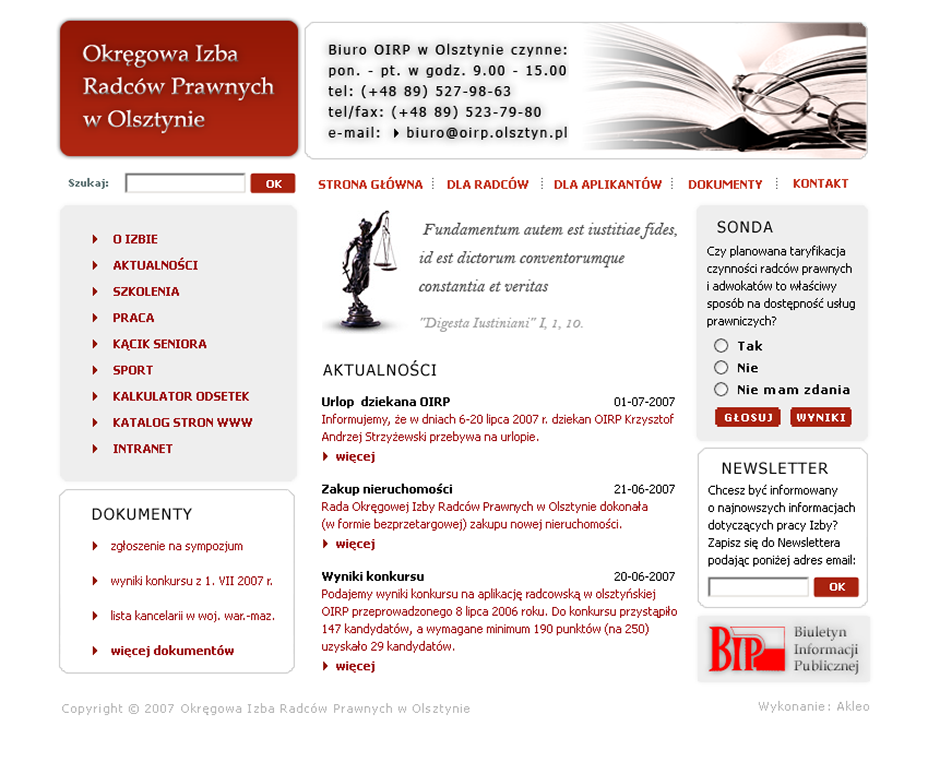 Okręgowa Izba
Radców Prawnych
w Olsztynie
Biuro OIRP w Olsztynie czynne:
pon. - pt. w godz. 9.00 - 15.00
tel: (+48 89) 527-98-63
tel/fax: (+48 89) 523-79-80
e-mail: biuro@oirp.olsztyn.pl
Szukaj: OK
STRONA GŁÓWNA DLA RADCÓW DLA APLIKANTÓW DOKUMENTY KONTAKT
O IZBIE
AKTUALNOŚCI
SZKOLENIA
PRACA
KĄCIK SENIORA
SPORT
KALKULATOR ODSETEK
KATALOG STRON WWW
INTRANET
DOKUMENTY
zgłoszenie na sympozjum
wyniki konkursu z 1. VII 2007 r.
lista kancelarii w woj. war.-maz.
więcej dokumentów
Fundamentum autem est iustitiae fides,
id est dictorum conventorumque
constantia et veritas
"Digesta Iustiniani" I, 1, 10.
AKTUALNOŚCI
Urlop dziekana OIRP 01-07-2007
Informujemy, że w dniach 6-20 lipca 2007 r. dziekan OIRP Krzysztof
Andrzej Strzyżewski przebywa na urlopie.
więcej
Zakup nieruchomości 21-06-2007
Rada Okręgowej Izby Radców Prawnych w Olsztynie dokonała
(w formie bezprzetargowej) zakupu nowej nieruchomości.
więcej
Wyniki konkursu 20-06-2007
Podajemy wyniki konkursu na aplikację radcowską w olsztyńskiej
OIRP przeprowadzonego 8 lipca 2006 roku. Do konkursu przystąpiło
147 kandydatów, a wymagane minimum 190 punktów (na 250)
uzyskało 29 kandydatów.
więcej
SONDA
Czy planowana taryfikacja
czynności radców prawnych
i adwokatów to właściwy
sposób na dostępność usług
prawniczych?
Tak
Nie
Nie mam zdania
GŁOSUJ WYNIKI
NEWSLETTER
Chcesz być informowany
o najnowszych informacjach
dotyczących pracy Izby?
Zapisz się do Newslettera
podając poniżej adres email:
OK
BIP Biuletyn
Informacji
Publicznej
Copyright © 2007 Okręgowa Izba Radców Prawnych w Olsztynie
Wykonanie: Akleo